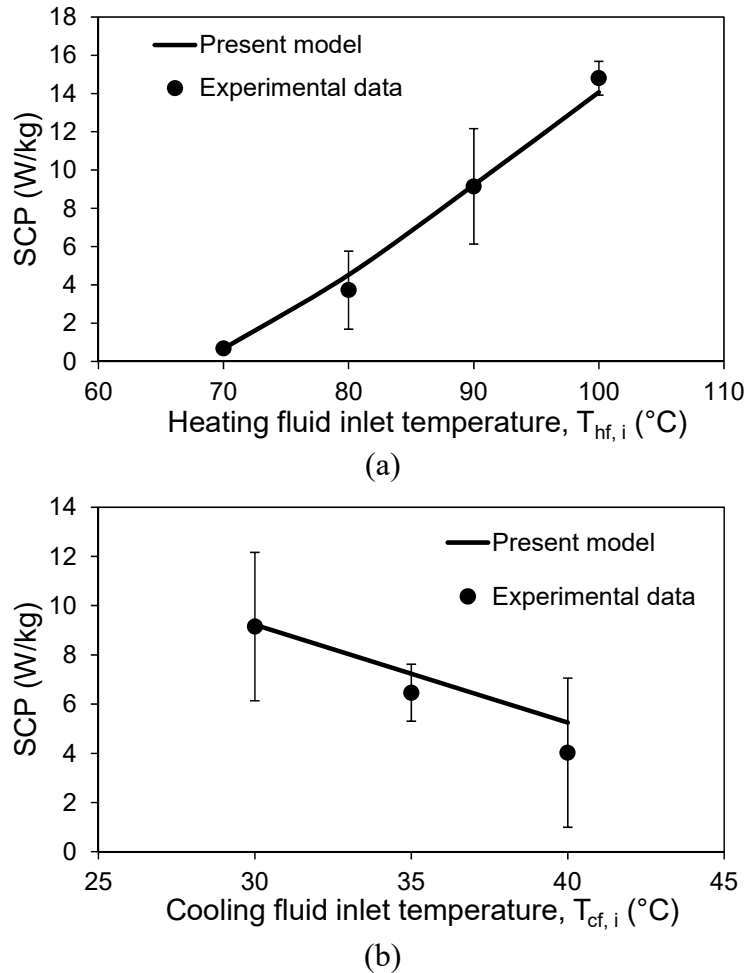 18
16
14
12
10
8
6
4
2
0
SCP (W/kg)
Present model
Experimental data
60 70 80 90 100 110
Heating fluid inlet temperature, T hf, i (°C)
(a)
14
12
10
8
6
4
2
0
SCP (W/kg)
Present model
Experimental data
25 30 35 40 45
Cooling fluid inlet temperature, T cf, i (°C)
(b)